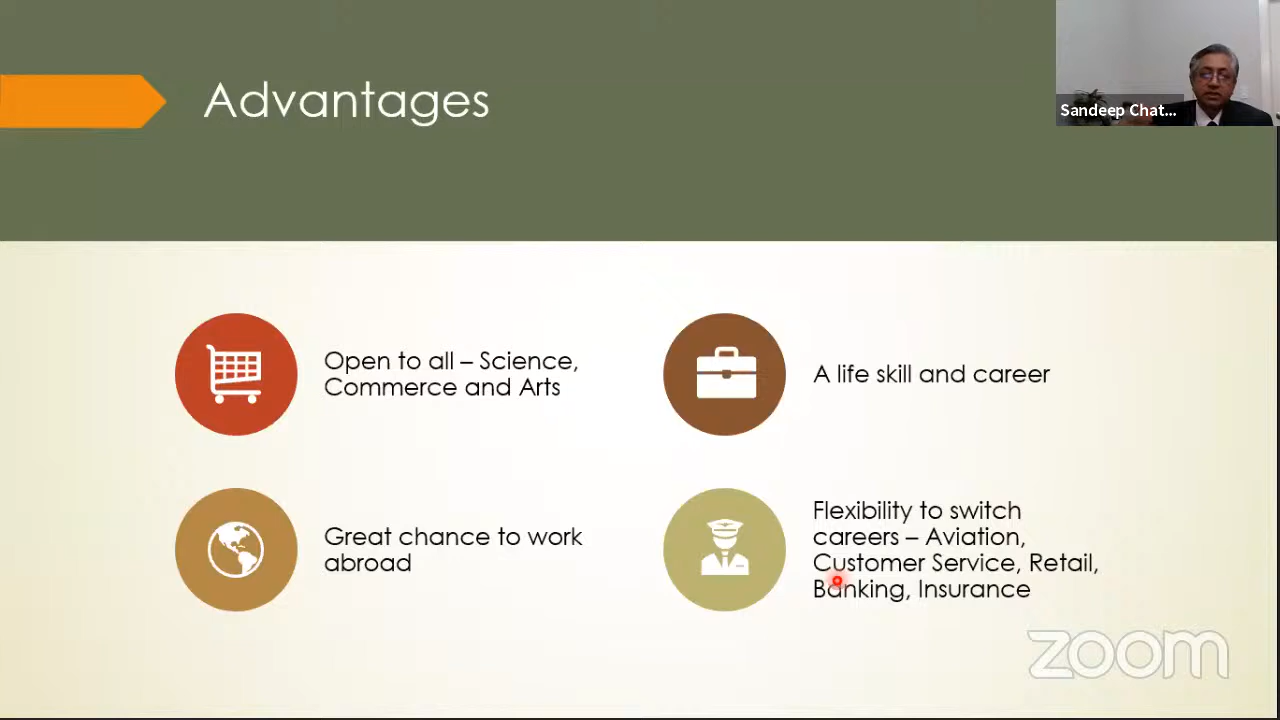 Advantages
Sandeep Chat...
Open to all – Science,
Commerce and Arts
A life skill and career
Great chance to work
abroad
Flexibility to switch
careers – Aviation,
Customer Service, Retail,
Banking, Insurance
zoom